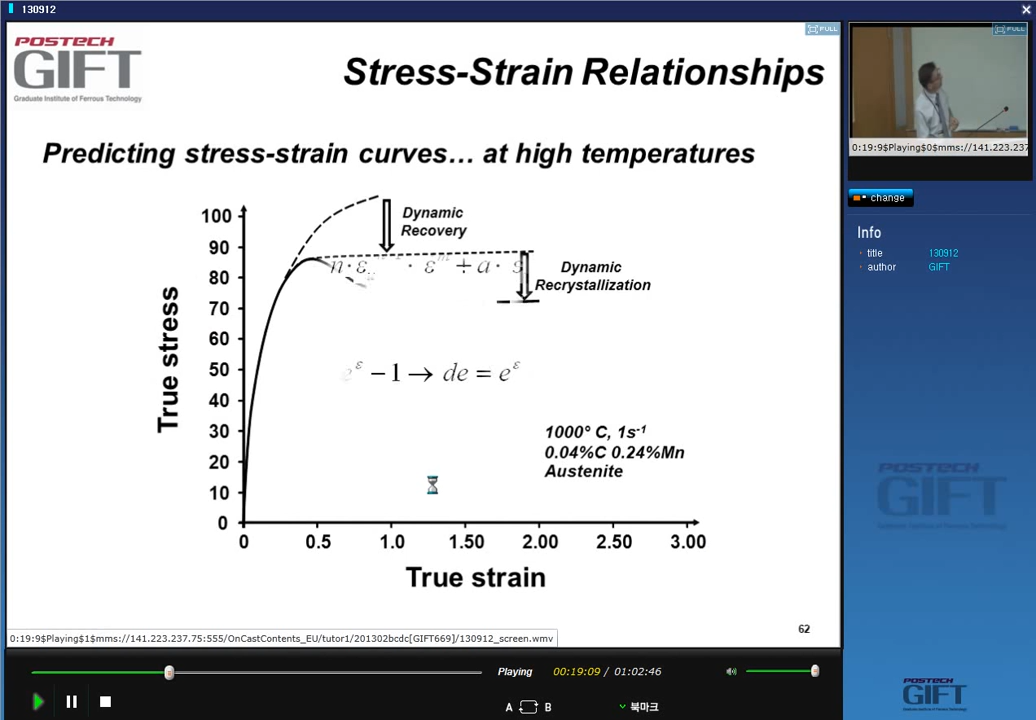 130912
POSTECH
GIFT
Graduate Institute of Ferrous Technology
FULL
Stress-Strain Relationships
Predicting stress-strain curves... at high temperatures
100
90
80
70
60
50
40
30
20
10
0
True stress
Dynamic
Recovery
Dynamic
Recrystallization
e^ε − 1 → de = e^ε
1000° C, 1s-1
0.04%C 0.24%Mn
Austenite
0 0.5 1.0 1.50 2.00 2.50 3.00
True strain
62
0:19:9$Playing$1$mms://141.223.237.75:555/OnCastContents_EU/tutor1/201302bcdc[GIFT669]/130912_screen.wmv
Playing 00:19:09 / 01:02:46
A B 북마크
FULL
0:19:9$Playing$0$mms://141.223.237
change
Info
title 130912
author GIFT
POSTECH
GIFT
POSTECH
GIFT